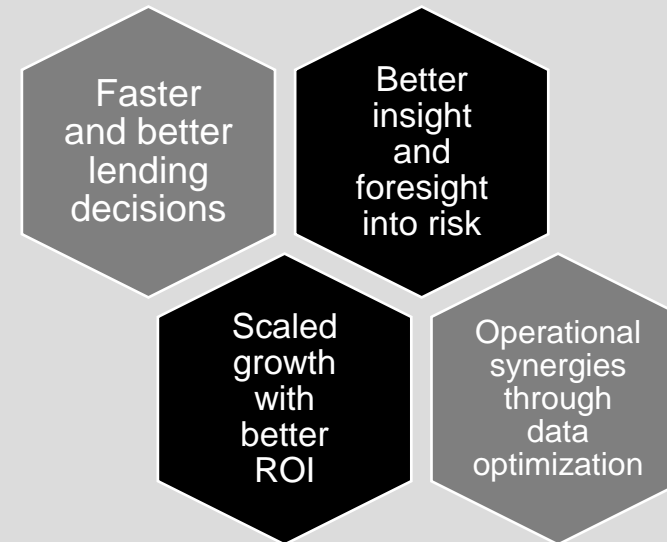 Faster
and better
lending
decisions
Better
insight
and
foresight
into risk
Scaled
growth
with
better
ROI
Operational
synergies
through
data
optimization